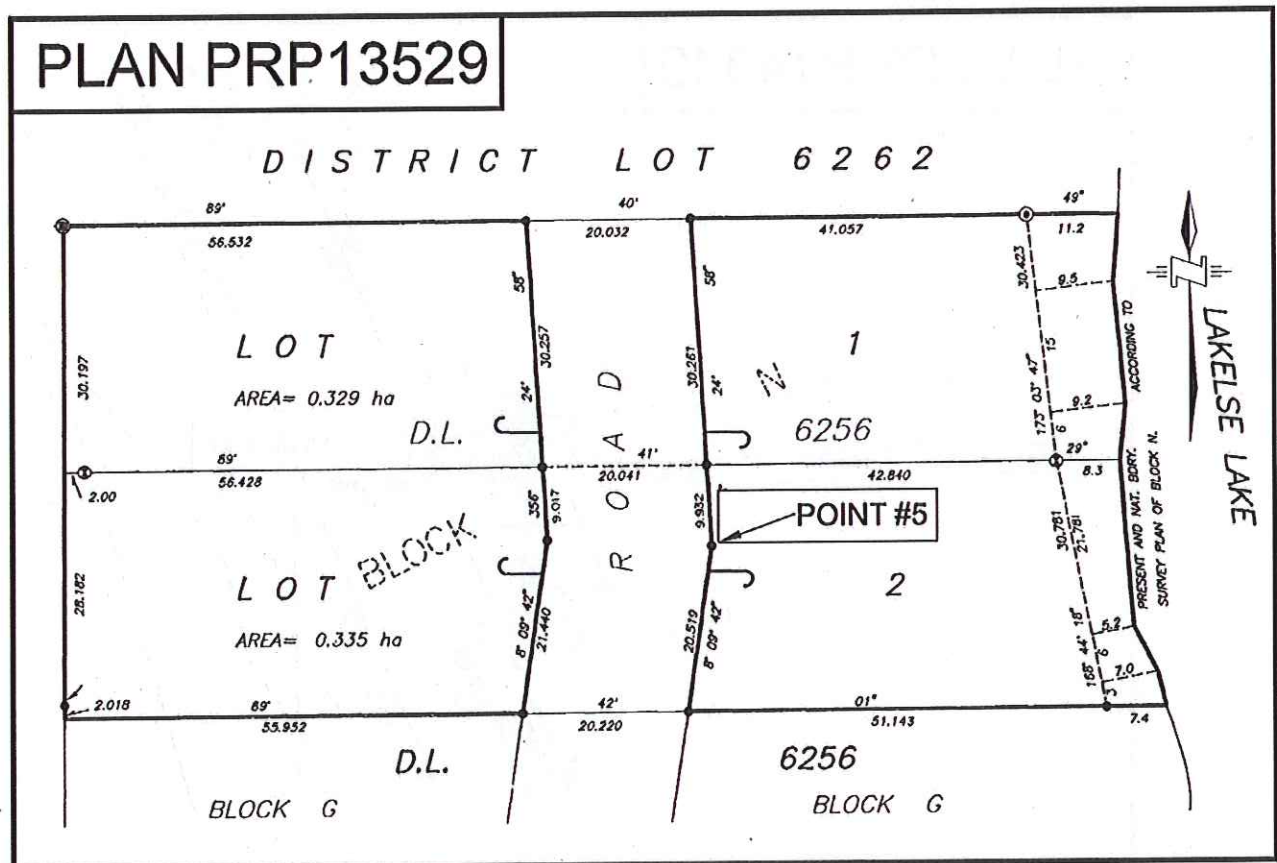 PLAN PRP13529
DISTRICT LOT 6262
89' 40' 49"
56.532 20.032 41.057 11.2
58" 58" 30.423 9.5
30.197 LOT 30.257 30.261 1 15 ACCORDING TO
AREA= 0.329 ha ROAD N
24' 24' 173° 03' 47" 9.2
D.L. 6256 6
89' 41' 29"
56.428 20.041 42.840 8.3
2.00
356° 9.017 9.932
POINT #5
BLOCK
30.781 21.781
PRESENT AND NAT. BDRY.
SURVEY PLAN OF BLOCK N.
LAKELSE LAKE
28.182 LOT 2
AREA= 0.335 ha
8° 09' 42" 21.440 20.519 8° 09' 42"
168° 44' 18" 5.2
6
7.0
3
2.018 89' 42' 01"
55.952 20.220 51.143 7.4
D.L. 6256
BLOCK G BLOCK G